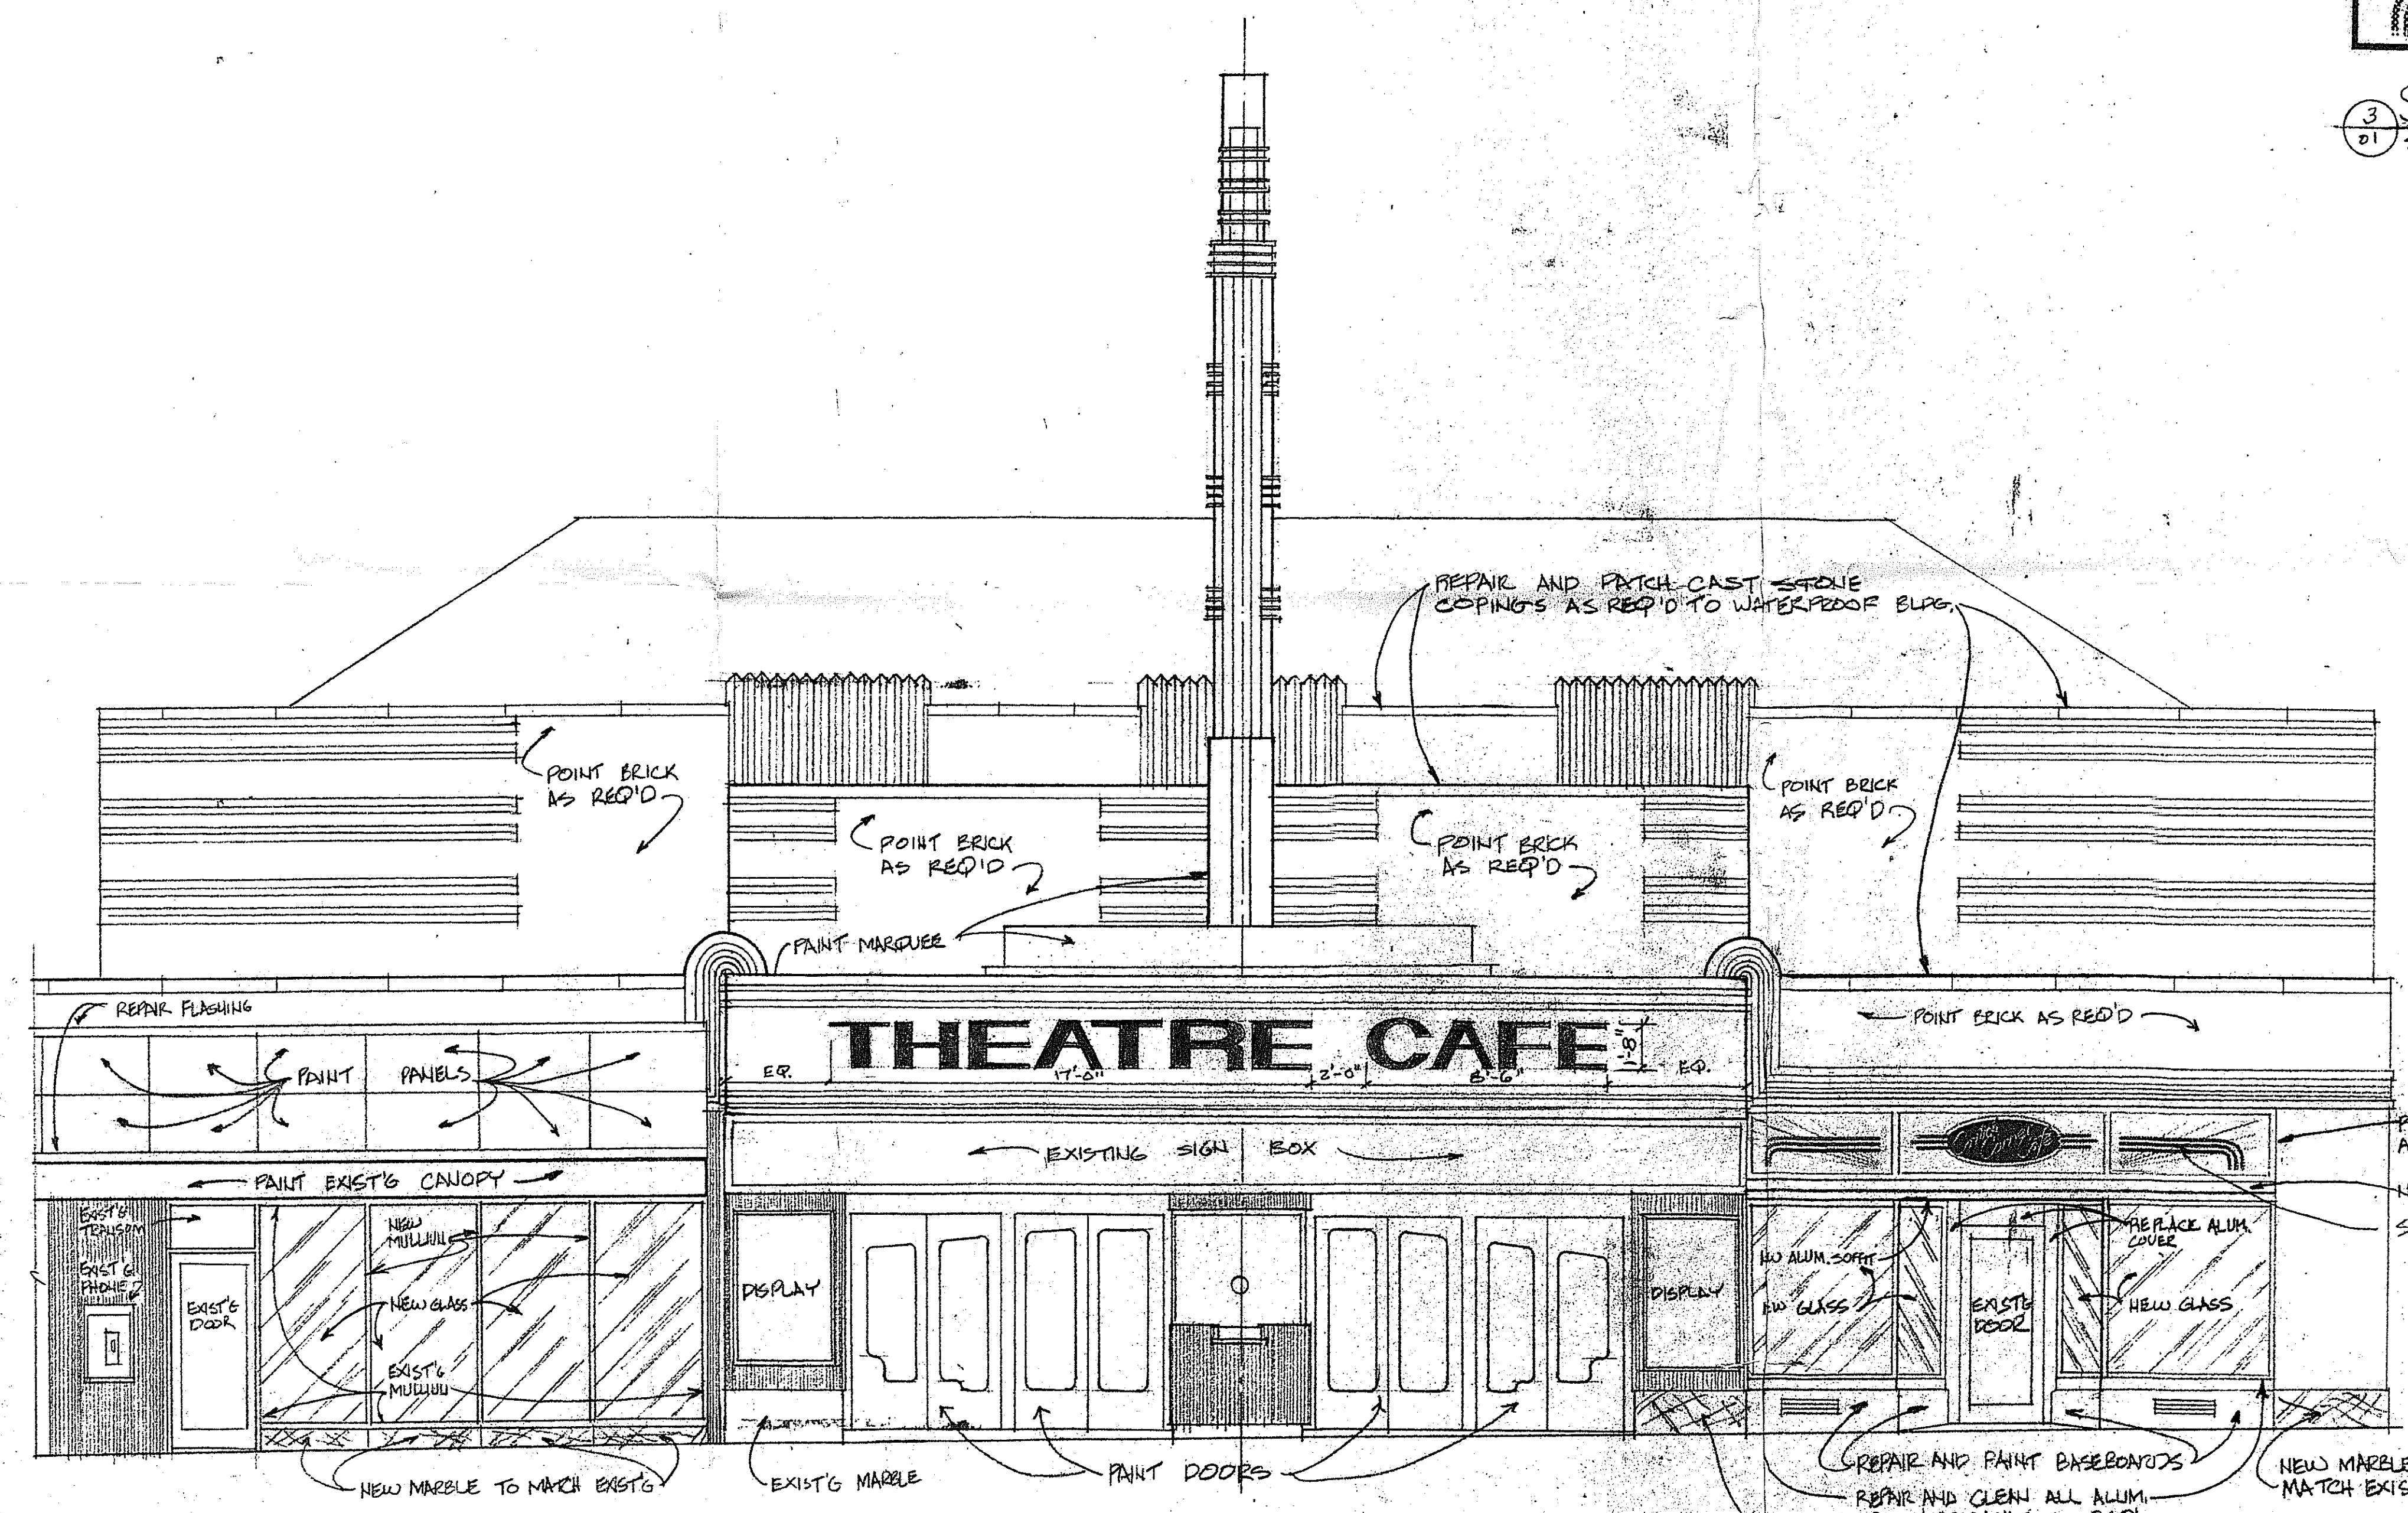 3
01
REPAIR AND PATCH CAST STONE
COPINGS AS REQ'D TO WATERPROOF BLDG.
POINT BRICK
AS REQ'D
POINT BRICK
AS REQ'D
POINT BRICK
AS REQ'D
POINT BRICK
AS REQ'D
PAINT MARQUEE
REPAIR FLASHING
POINT BRICK AS REQ'D
THEATRE CAFE
1'-8"
EQ.
17'-0"
2'-0"
8'-6"
EQ.
PAINT PANELS
EXISTING SIGN BOX
PAINT EXIST'G CANOPY
EXIST'G
TRANSOM
NEW
MULLION
REPLACE ALUM.
COVER
EXIST'G
PHONE
EXIST'G
DOOR
NEW GLASS
DISPLAY
DISPLAY
ALUM. SOFFIT
GLASS
EXIST'G
DOOR
NEW GLASS
EXIST'G
MULLION
NEW MARBLE TO MATCH EXIST'G
EXIST'G MARBLE
PAINT DOORS
REPAIR AND PAINT BASEBOARDS
REPAIR AND CLEAN ALL ALUM.
NEW MARBLE
MATCH EXIS